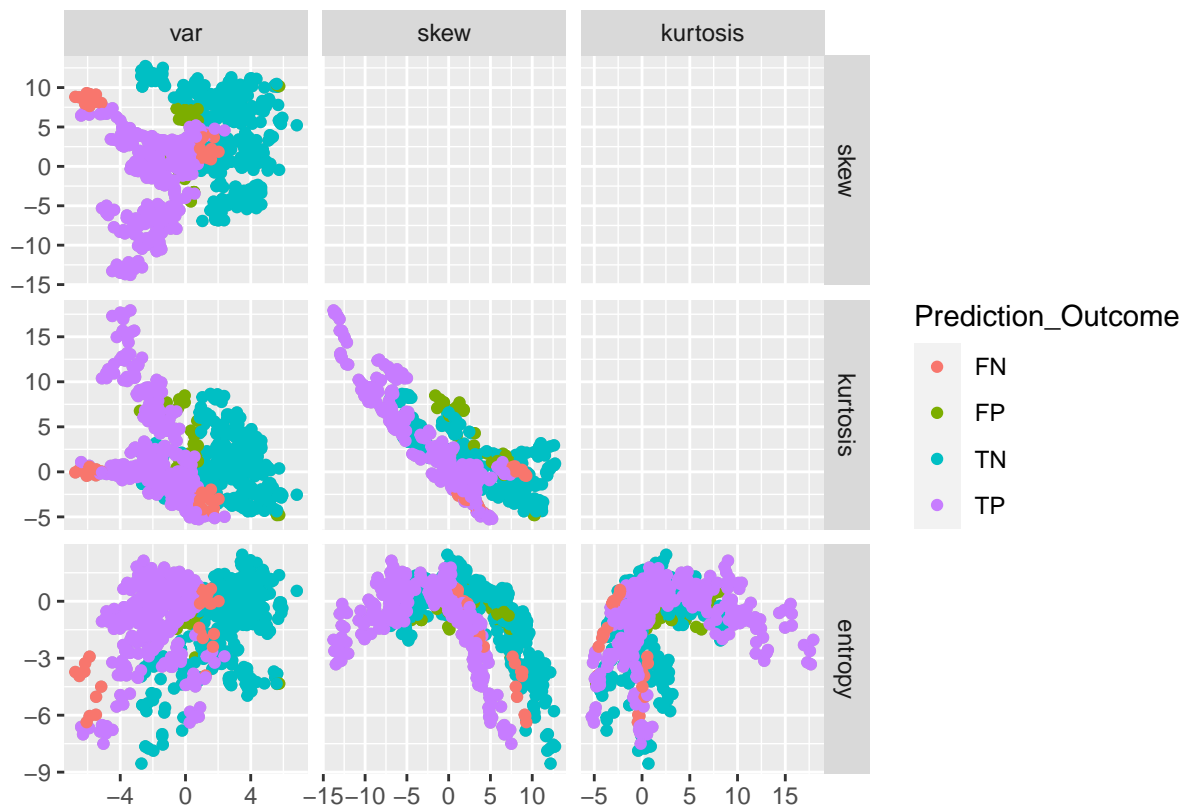 var skew kurtosis
10
5
0
−5
−10
−15
skew
15
10
5
0
−5
kurtosis
Prediction_Outcome
FN
FP
TN
TP
0
−3
−6
−9
entropy
−4 0 4 −15 −10 −5 0 5 10 −5 0 5 10 15